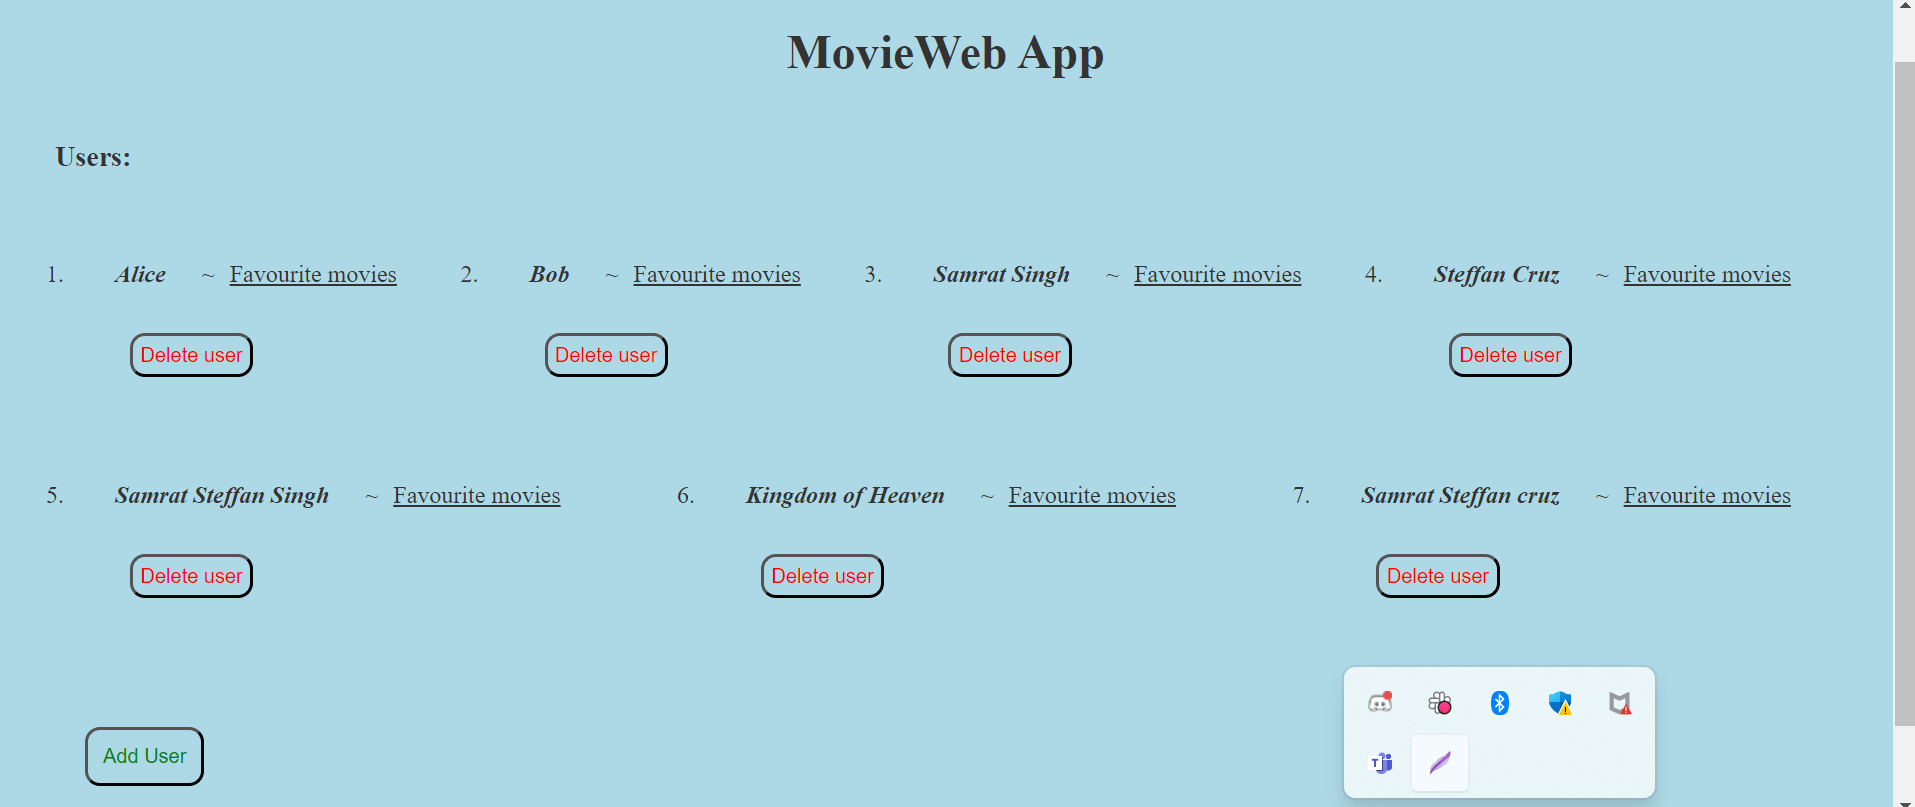 MovieWeb App
Users:
1. Alice ~ Favourite movies 2. Bob ~ Favourite movies 3. Samrat Singh ~ Favourite movies 4. Steffan Cruz ~ Favourite movies
Delete user Delete user Delete user Delete user
5. Samrat Steffan Singh ~ Favourite movies 6. Kingdom of Heaven ~ Favourite movies 7. Samrat Steffan cruz ~ Favourite movies
Delete user Delete user Delete user
Add User